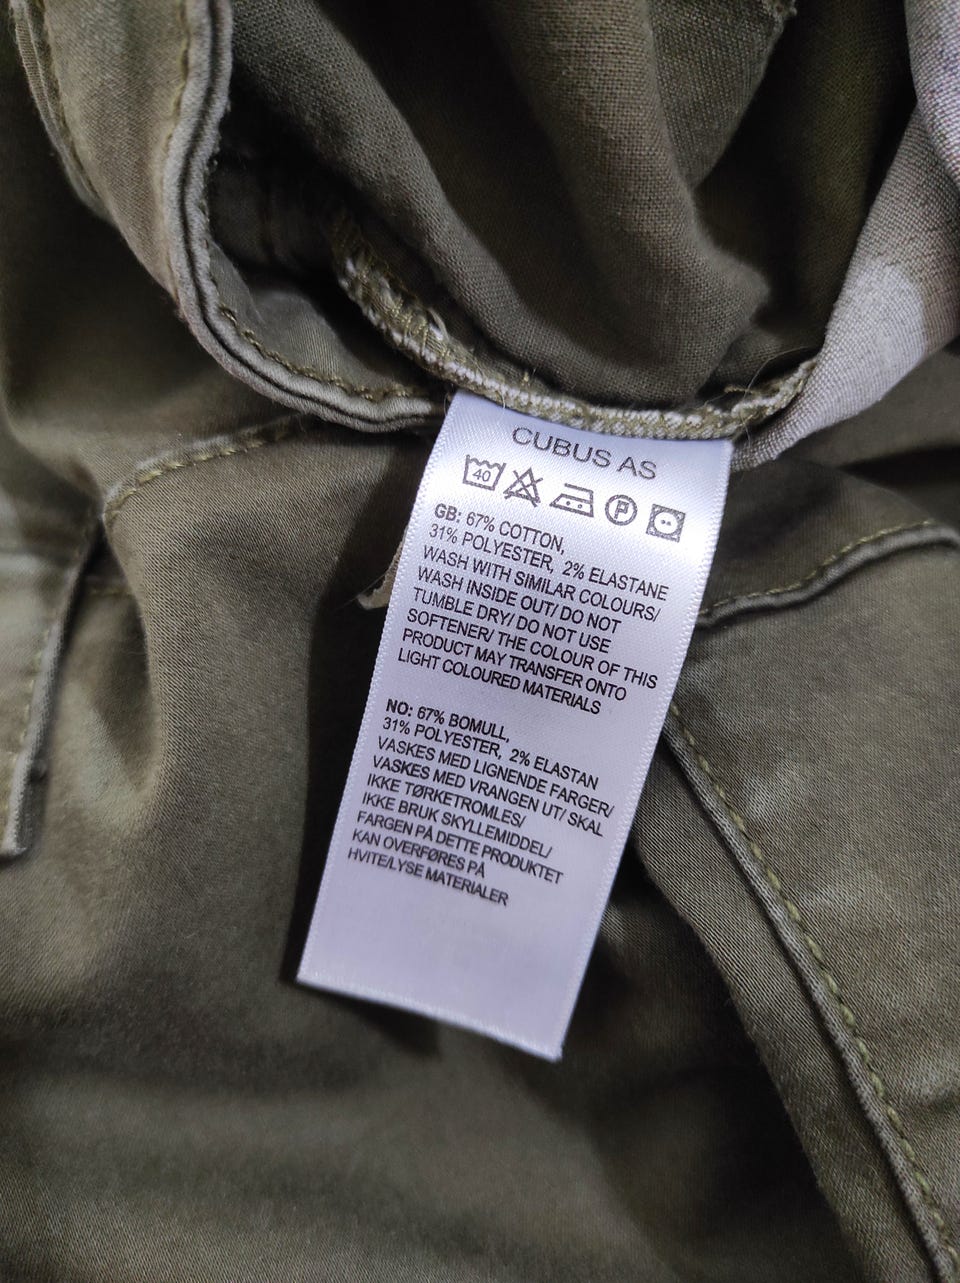 CUBUS AS
40 P
GB: 67% COTTON,
31% POLYESTER, 2% ELASTANE
WASH WITH SIMILAR COLOURS/
WASH INSIDE OUT/ DO NOT
TUMBLE DRY/ DO NOT USE
SOFTENER/ THE COLOUR OF THIS
PRODUCT MAY TRANSFER ONTO
LIGHT COLOURED MATERIALS
NO: 67% BOMULL,
31% POLYESTER, 2% ELASTAN
VASKES MED LIGNENDE FARGER/
VASKES MED VRANGEN UT/ SKAL
IKKE TØRKETROMLES/
IKKE BRUK SKYLLEMIDDEL/
FARGEN PÅ DETTE PRODUKTET
KAN OVERFØRES PÅ
HVITE/LYSE MATERIALER